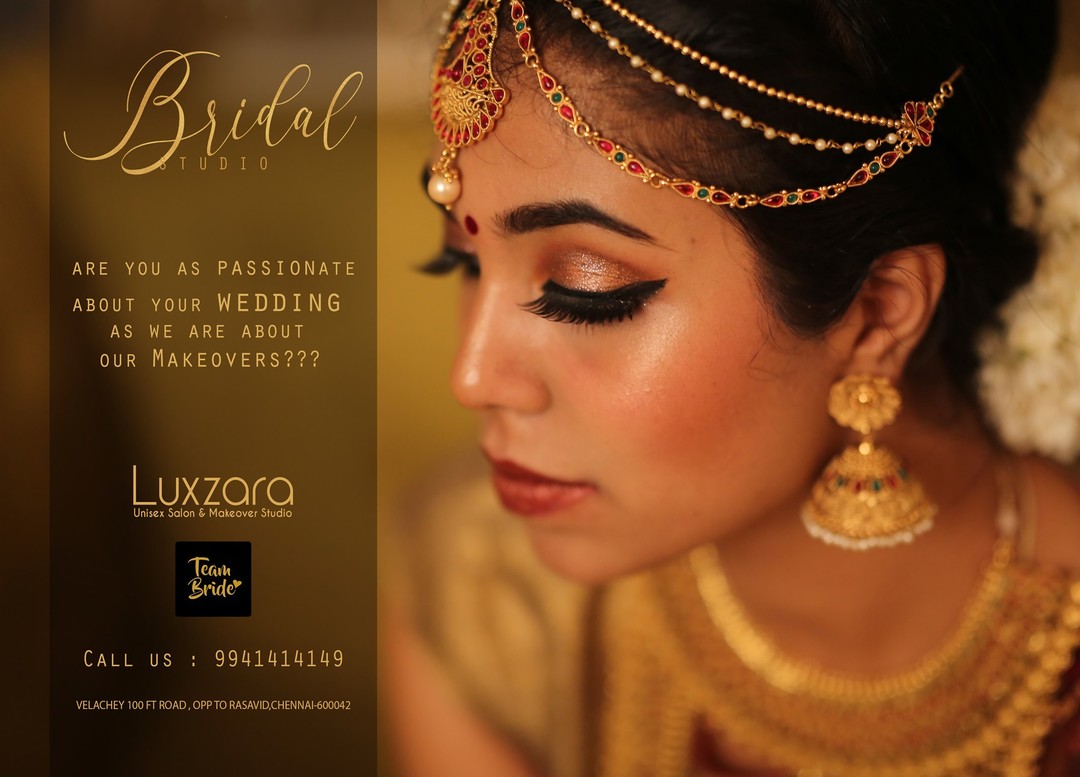 Bridal
STUDIO
ARE YOU AS PASSIONATE
ABOUT YOUR WEDDING
AS WE ARE ABOUT
OUR MAKEOVERS???
Luxzara
Unisex Salon & Makeover Studio
Team
Bride
CALL US : 9941414149
VELACHEY 100 FT ROAD , OPP TO RASAVID,CHENNAI-600042